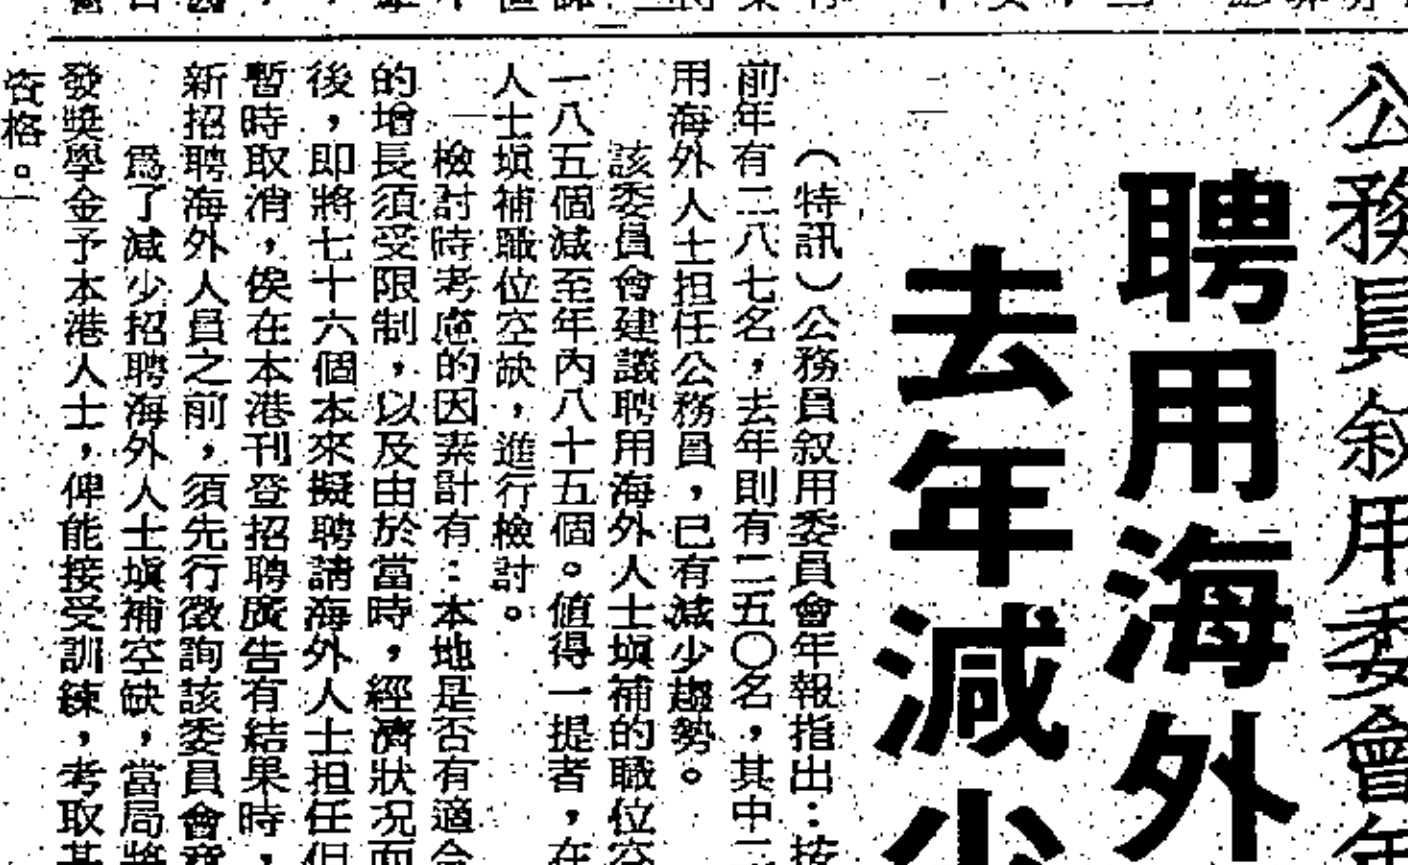 公務員叙用委會年
聘用海外
去年減少
（特訊）公務員叙用委員會年報指出：按
前年有二八七名，去年則有二五〇名，其中二
用海外人士担任公務員，已有減少趨勢。
該委員會建議聘用海外人士塡補的職位空
一八五個減至年內八十五個。值得一提者，在
人士塡補職位空缺，進行檢討。
檢討時考慮的因素計有：本地是否有適合
的增長須受限制，以及由於當時，經濟狀况而
後，即將七十六個本來擬聘請海外人士担任但
暫時取消，俟在本港刊登招聘廣告有結果時，
新招聘海外人員之前，須先行徵詢該委員會意
爲了減少招聘海外人士塡補空缺，當局將
發獎學金予本港人士，俾能接受訓練，考取某
資格。